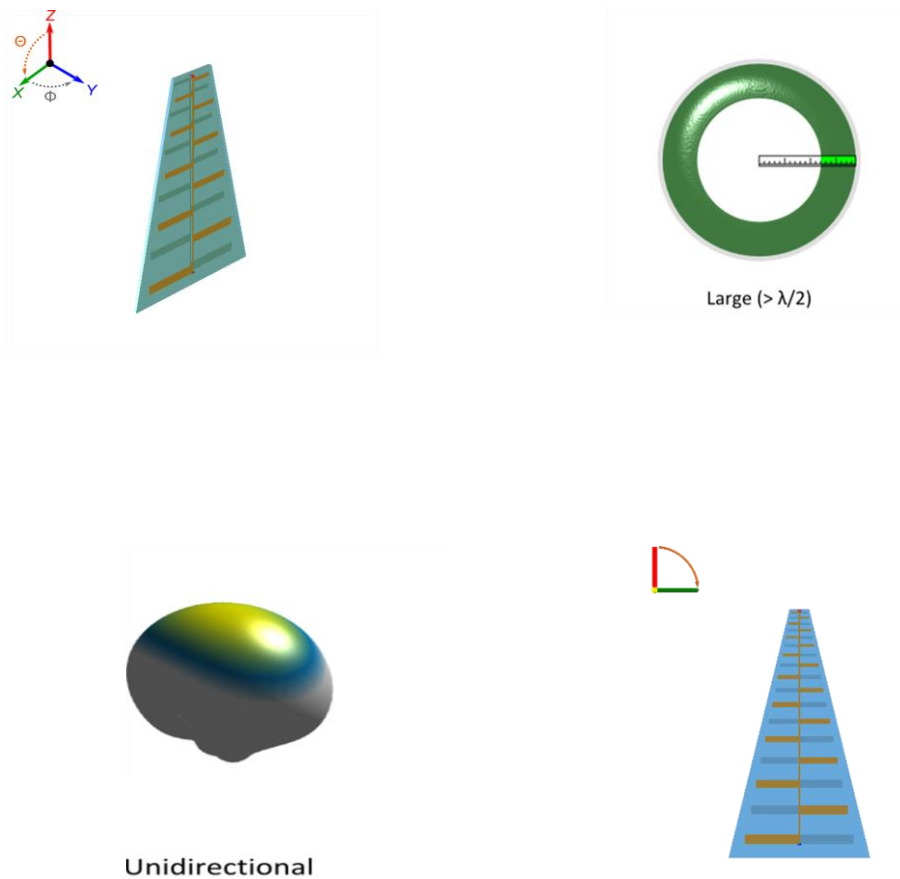 Z
Θ
X
Φ
Y
Large (> λ/2)
Unidirectional